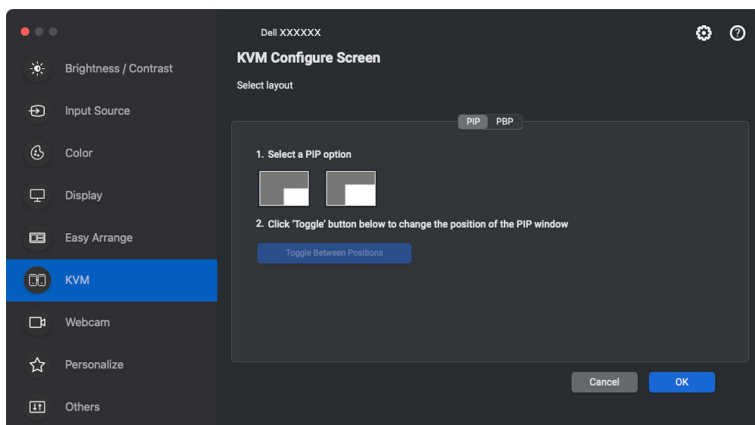 Dell XXXXXX
KVM Configure Screen
Select layout
Brightness / Contrast
Input Source
Color
Display
Easy Arrange
KVM
Webcam
Personalize
Others
PIP PBP
1. Select a PIP option
2. Click 'Toggle' button below to change the position of the PIP window
Toggle Between Positions
Cancel OK